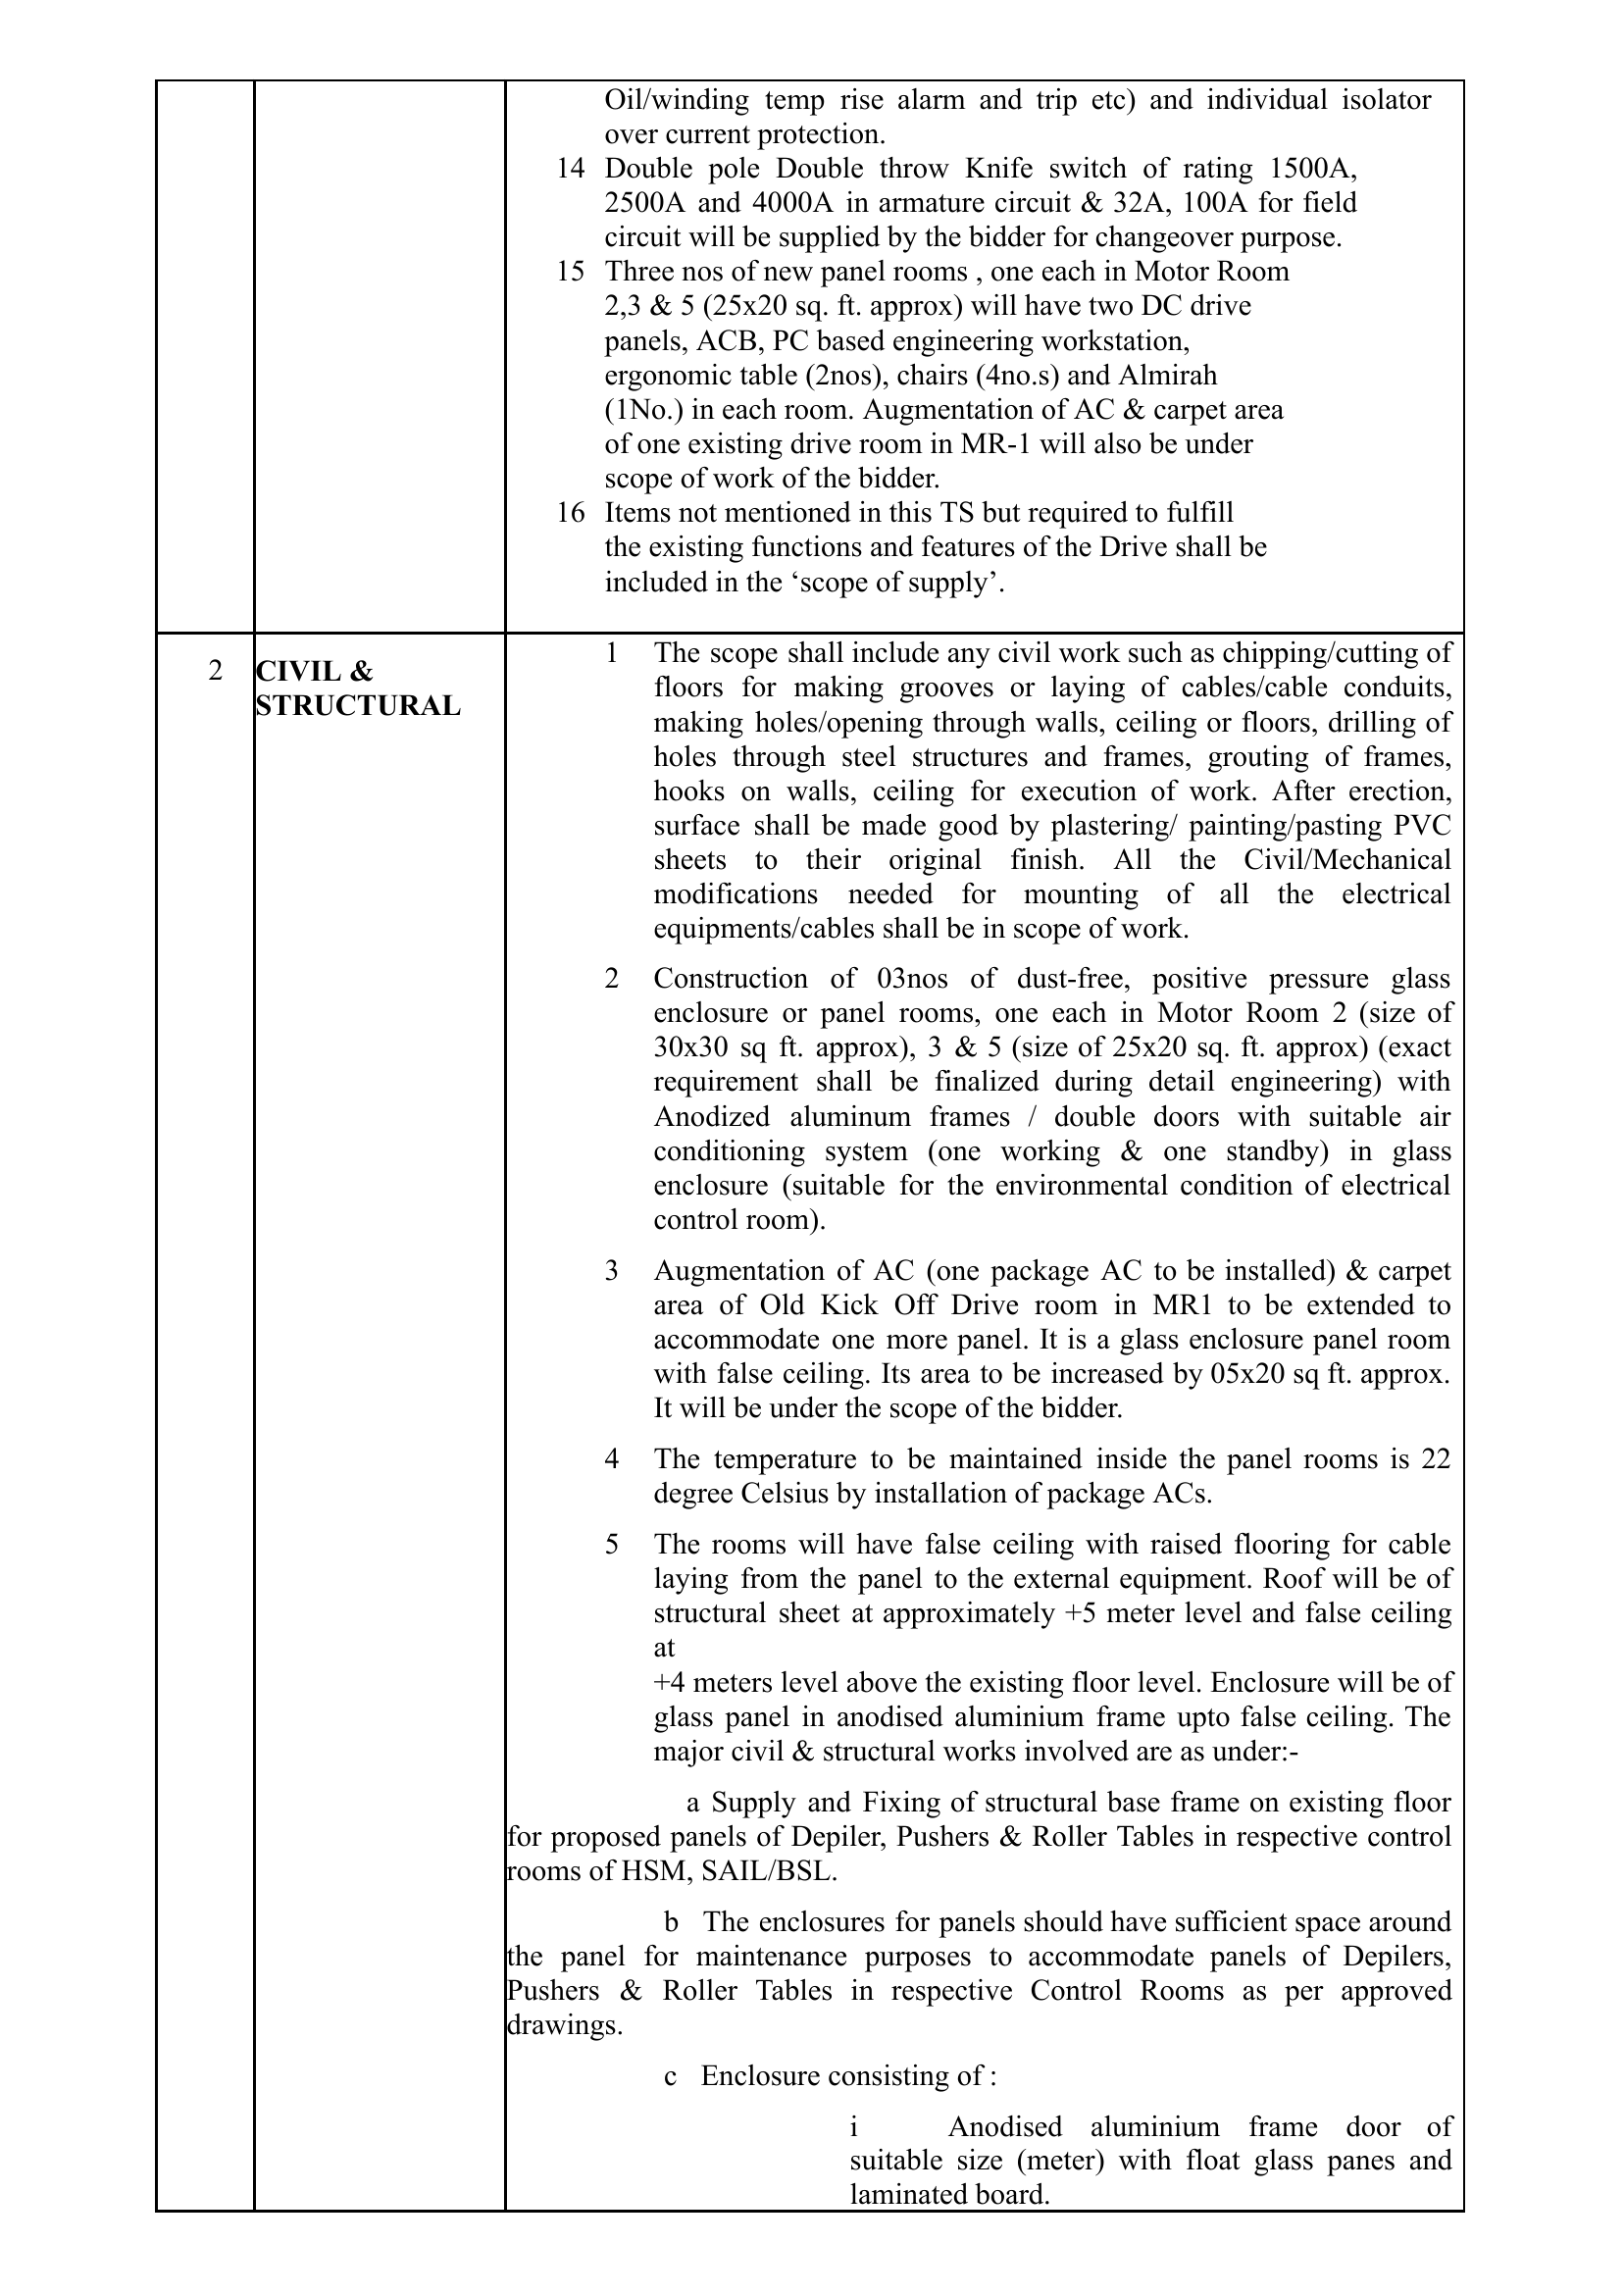 Oil/winding temp rise alarm and trip etc) and individual isolator
over current protection.
14 Double pole Double throw Knife switch of rating 1500A,
2500A and 4000A in armature circuit & 32A, 100A for field
circuit will be supplied by the bidder for changeover purpose.
15 Three nos of new panel rooms , one each in Motor Room
2,3 & 5 (25x20 sq. ft. approx) will have two DC drive
panels, ACB, PC based engineering workstation,
ergonomic table (2nos), chairs (4no.s) and Almirah
(1No.) in each room. Augmentation of AC & carpet area
of one existing drive room in MR-1 will also be under
scope of work of the bidder.
16 Items not mentioned in this TS but required to fulfill
the existing functions and features of the Drive shall be
included in the ‘scope of supply’.
2 CIVIL &
STRUCTURAL
1 The scope shall include any civil work such as chipping/cutting of
floors for making grooves or laying of cables/cable conduits,
making holes/opening through walls, ceiling or floors, drilling of
holes through steel structures and frames, grouting of frames,
hooks on walls, ceiling for execution of work. After erection,
surface shall be made good by plastering/ painting/pasting PVC
sheets to their original finish. All the Civil/Mechanical
modifications needed for mounting of all the electrical
equipments/cables shall be in scope of work.
2 Construction of 03nos of dust-free, positive pressure glass
enclosure or panel rooms, one each in Motor Room 2 (size of
30x30 sq ft. approx), 3 & 5 (size of 25x20 sq. ft. approx) (exact
requirement shall be finalized during detail engineering) with
Anodized aluminum frames / double doors with suitable air
conditioning system (one working & one standby) in glass
enclosure (suitable for the environmental condition of electrical
control room).
3 Augmentation of AC (one package AC to be installed) & carpet
area of Old Kick Off Drive room in MR1 to be extended to
accommodate one more panel. It is a glass enclosure panel room
with false ceiling. Its area to be increased by 05x20 sq ft. approx.
It will be under the scope of the bidder.
4 The temperature to be maintained inside the panel rooms is 22
degree Celsius by installation of package ACs.
5 The rooms will have false ceiling with raised flooring for cable
laying from the panel to the external equipment. Roof will be of
structural sheet at approximately +5 meter level and false ceiling
at
+4 meters level above the existing floor level. Enclosure will be of
glass panel in anodised aluminium frame upto false ceiling. The
major civil & structural works involved are as under:-
a Supply and Fixing of structural base frame on existing floor
for proposed panels of Depiler, Pushers & Roller Tables in respective control
rooms of HSM, SAIL/BSL.
b The enclosures for panels should have sufficient space around
the panel for maintenance purposes to accommodate panels of Depilers,
Pushers & Roller Tables in respective Control Rooms as per approved
drawings.
c Enclosure consisting of :
i Anodised aluminium frame door of
suitable size (meter) with float glass panes and
laminated board.